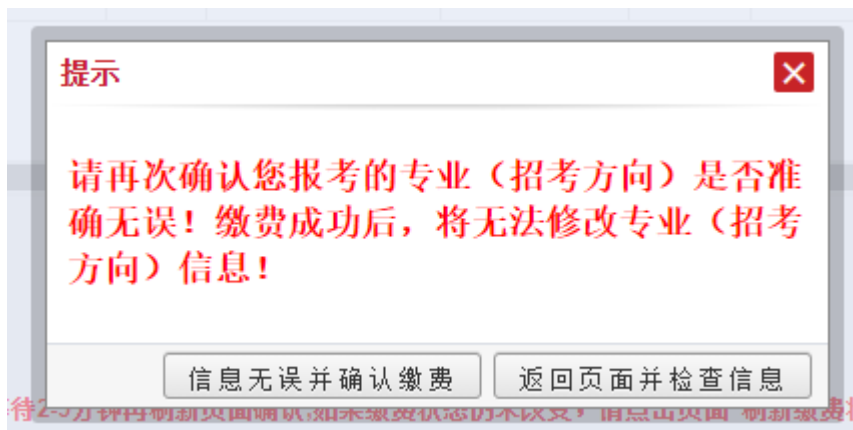 提示
请再次确认您报考的专业（招考方向）是否准
确无误！缴费成功后，将无法修改专业（招考
方向）信息！
信息无误并确认缴费 返回页面并检查信息